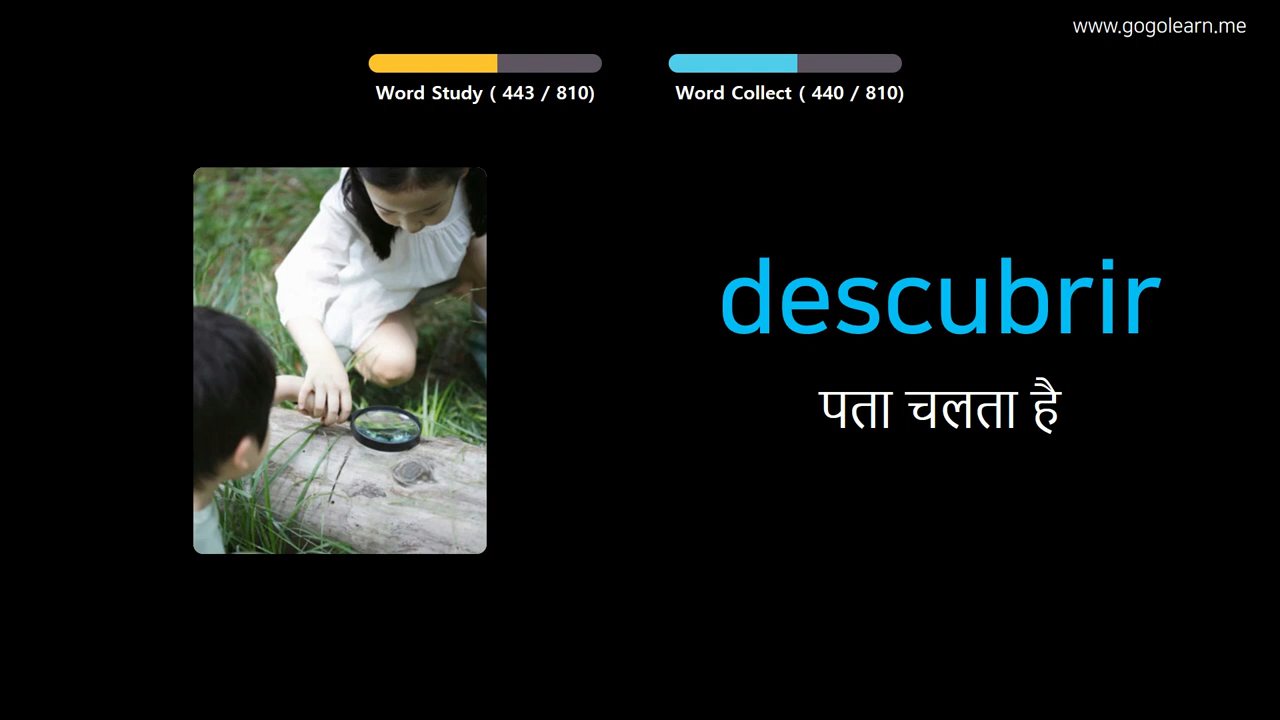 www.gogolearn.me
Word Study ( 443 / 810)
Word Collect ( 440 / 810)
descubrir
पता चलता है